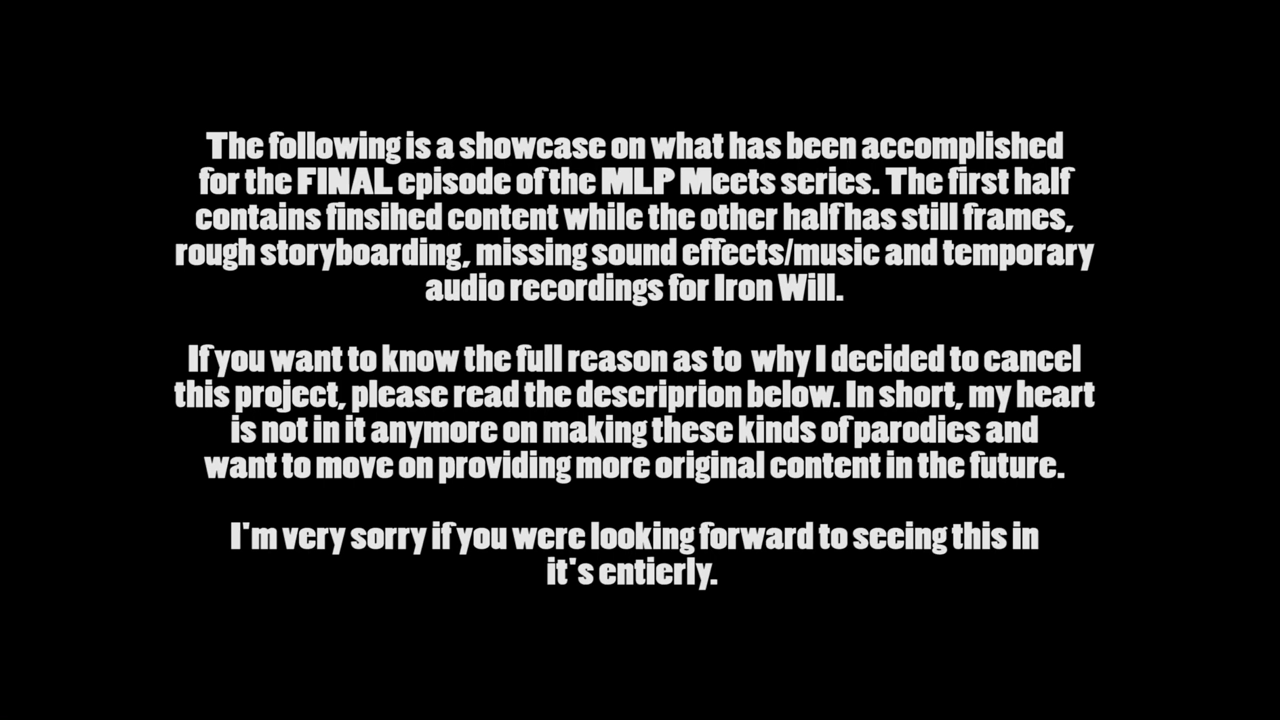 The following is a showcase on what has been accomplished
for the FINAL episode of the MLP Meets series. The first half
contains finsihed content while the other half has still frames,
rough storyboarding, missing sound effects/music and temporary
audio recordings for Iron Will.
If you want to know the full reason as to  why I decided to cancel
this project, please read the descriprion below. In short, my heart
is not in it anymore on making these kinds of parodies and
want to move on providing more original content in the future.
I'm very sorry if you were looking forward to seeing this in
it's entierly.